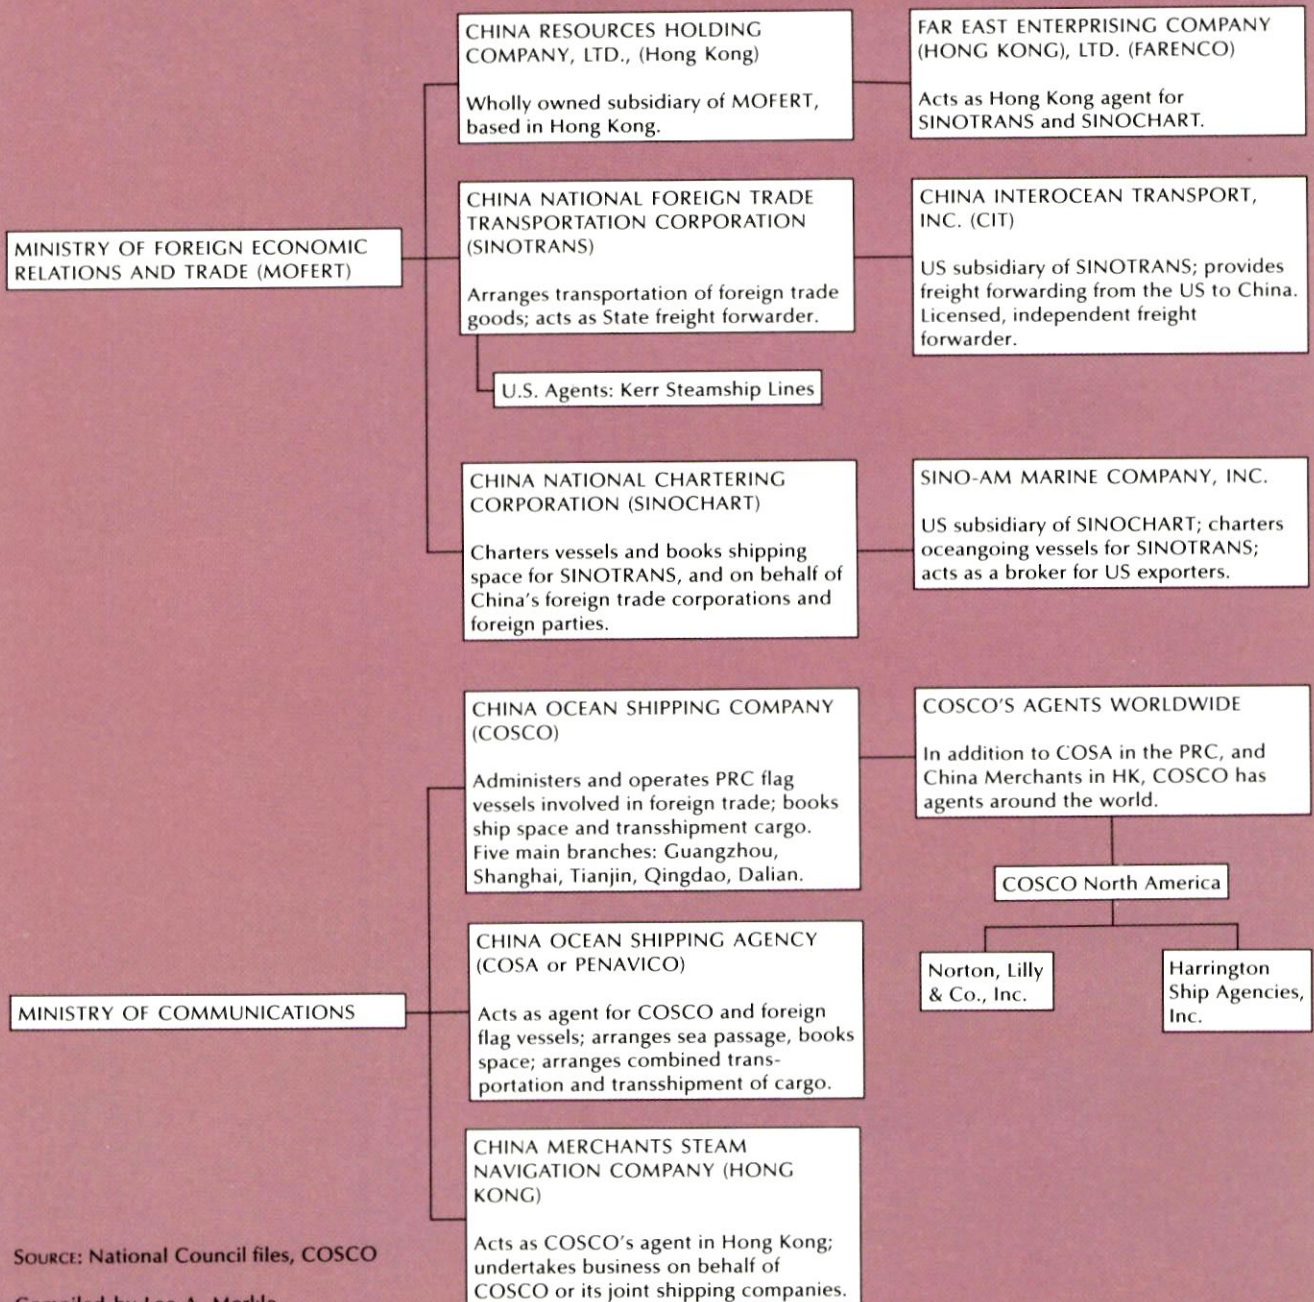 CHINA RESOURCES HOLDING
COMPANY, LTD., (Hong Kong)
Wholly owned subsidiary of MOFERT,
based in Hong Kong.
FAR EAST ENTERPRISING COMPANY
(HONG KONG), LTD. (FARENCO)
Acts as Hong Kong agent for
SINOTRANS and SINOCHART.
MINISTRY OF FOREIGN ECONOMIC
RELATIONS AND TRADE (MOFERT)
CHINA NATIONAL FOREIGN TRADE
TRANSPORTATION CORPORATION
(SINOTRANS)
Arranges transportation of foreign trade
goods; acts as State freight forwarder.
U.S. Agents: Kerr Steamship Lines
CHINA INTEROCEAN TRANSPORT,
INC. (CIT)
US subsidiary of SINOTRANS; provides
freight forwarding from the US to China.
Licensed, independent freight
forwarder.
CHINA NATIONAL CHARTERING
CORPORATION (SINOCHART)
Charters vessels and books shipping
space for SINOTRANS, and on behalf of
China's foreign trade corporations and
foreign parties.
SINO-AM MARINE COMPANY, INC.
US subsidiary of SINOCHART; charters
oceangoing vessels for SINOTRANS;
acts as a broker for US exporters.
CHINA OCEAN SHIPPING COMPANY
(COSCO)
Administers and operates PRC flag
vessels involved in foreign trade; books
ship space and transshipment cargo.
Five main branches: Guangzhou,
Shanghai, Tianjin, Qingdao, Dalian.
COSCO'S AGENTS WORLDWIDE
In addition to COSA in the PRC, and
China Merchants in HK, COSCO has
agents around the world.
COSCO North America
Norton, Lilly
& Co., Inc.
Harrington
Ship Agencies,
Inc.
MINISTRY OF COMMUNICATIONS
CHINA OCEAN SHIPPING AGENCY
(COSA or PENAVICO)
Acts as agent for COSCO and foreign
flag vessels; arranges sea passage, books
space; arranges combined trans-
portation and transshipment of cargo.
CHINA MERCHANTS STEAM
NAVIGATION COMPANY (HONG
KONG)
Acts as COSCO's agent in Hong Kong;
undertakes business on behalf of
COSCO or its joint shipping companies.
SOURCE: National Council files, COSCO
Compiled by